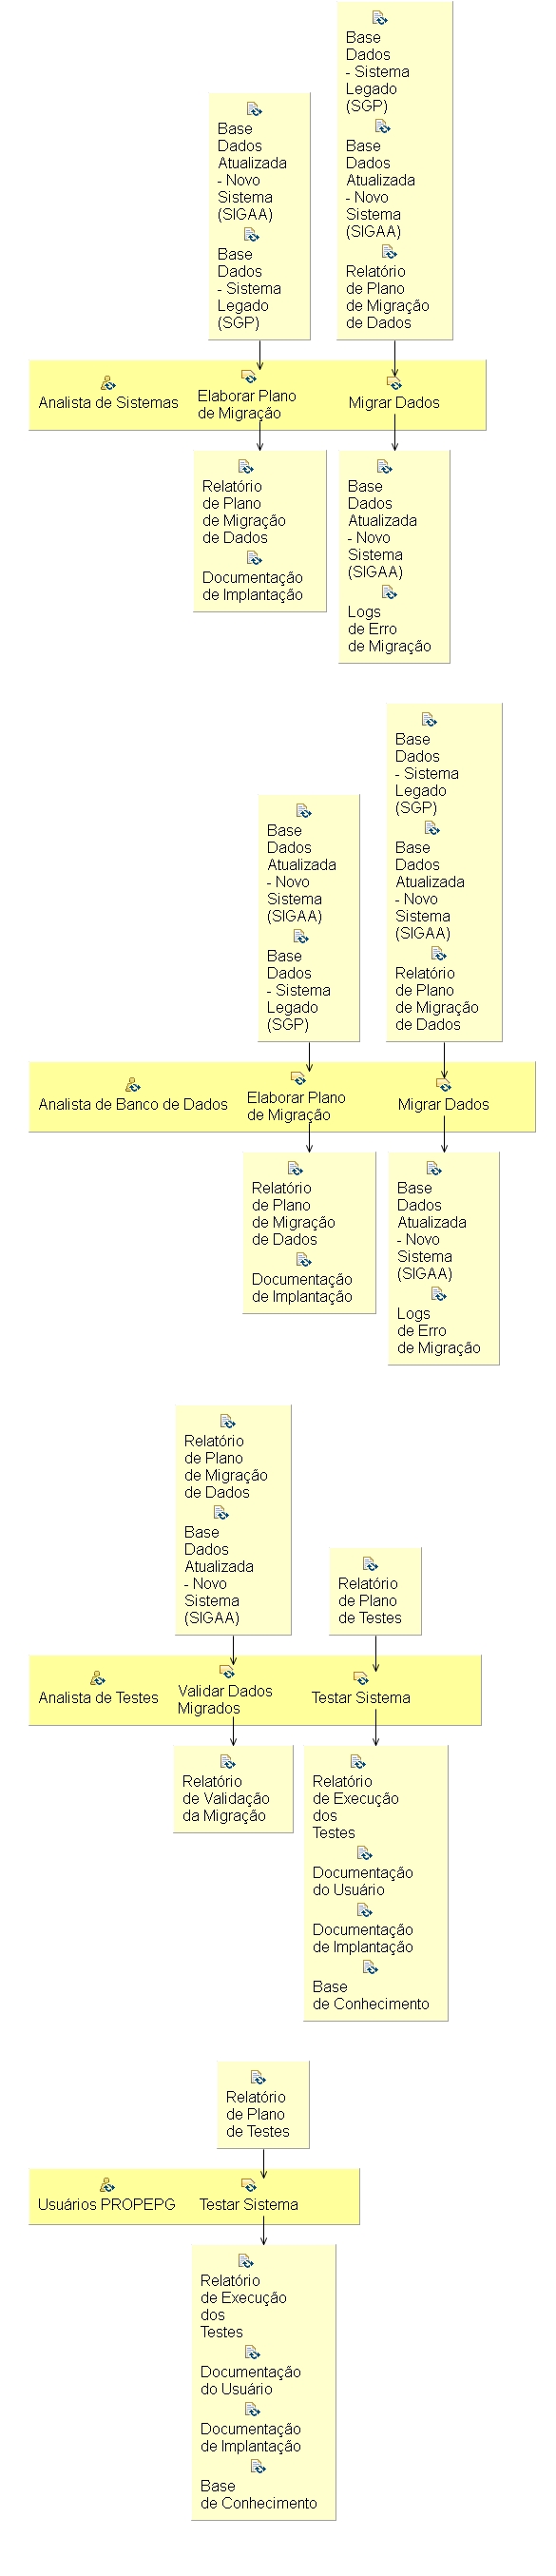 Base
Dados
- Sistema
Legado
(SGP)
Base
Dados
Atualizada
- Novo
Sistema
(SIGAA)
Relatório
de Plano
de Migração
de Dados
Base
Dados
Atualizada
- Novo
Sistema
(SIGAA)
Base
Dados
- Sistema
Legado
(SGP)
Analista de Sistemas
Elaborar Plano
de Migração
Migrar Dados
Relatório
de Plano
de Migração
de Dados
Documentação
de Implantação
Base
Dados
Atualizada
- Novo
Sistema
(SIGAA)
Logs
de Erro
de Migração
Base
Dados
- Sistema
Legado
(SGP)
Base
Dados
Atualizada
- Novo
Sistema
(SIGAA)
Relatório
de Plano
de Migração
de Dados
Base
Dados
Atualizada
- Novo
Sistema
(SIGAA)
Base
Dados
- Sistema
Legado
(SGP)
Analista de Banco de Dados
Elaborar Plano
de Migração
Migrar Dados
Relatório
de Plano
de Migração
de Dados
Documentação
de Implantação
Base
Dados
Atualizada
- Novo
Sistema
(SIGAA)
Logs
de Erro
de Migração
Relatório
de Plano
de Migração
de Dados
Base
Dados
Atualizada
- Novo
Sistema
(SIGAA)
Relatório
de Plano
de Testes
Analista de Testes
Validar Dados
Migrados
Testar Sistema
Relatório
de Validação
da Migração
Relatório
de Execução
dos
Testes
Documentação
do Usuário
Documentação
de Implantação
Base
de Conhecimento
Relatório
de Plano
de Testes
Usuários PROPEPG
Testar Sistema
Relatório
de Execução
dos
Testes
Documentação
do Usuário
Documentação
de Implantação
Base
de Conhecimento